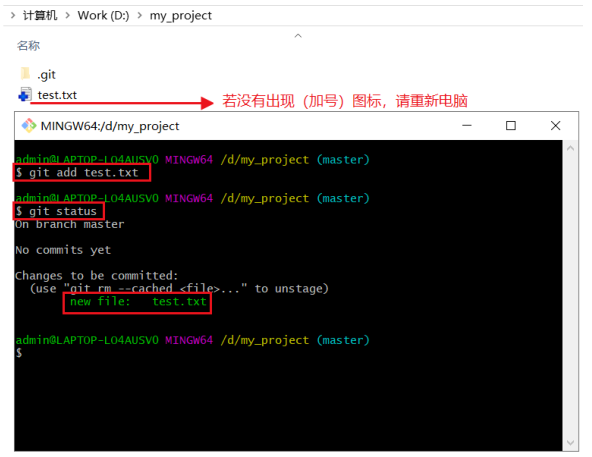 计算机 > Work (D:) > my_project
名称
.git
test.txt
若没有出现（加号）图标，请重新电脑
MINGW64:/d/my_project
admin@LAPTOP-LO4AUSVO MINGW64 /d/my_project (master)
$ git add test.txt
admin@LAPTOP-LO4AUSVO MINGW64 /d/my_project (master)
$ git status
On branch master
No commits yet
Changes to be committed:
(use "git rm --cached <file>..." to unstage)
new file:   test.txt
admin@LAPTOP-LO4AUSVO MINGW64 /d/my_project (master)
$